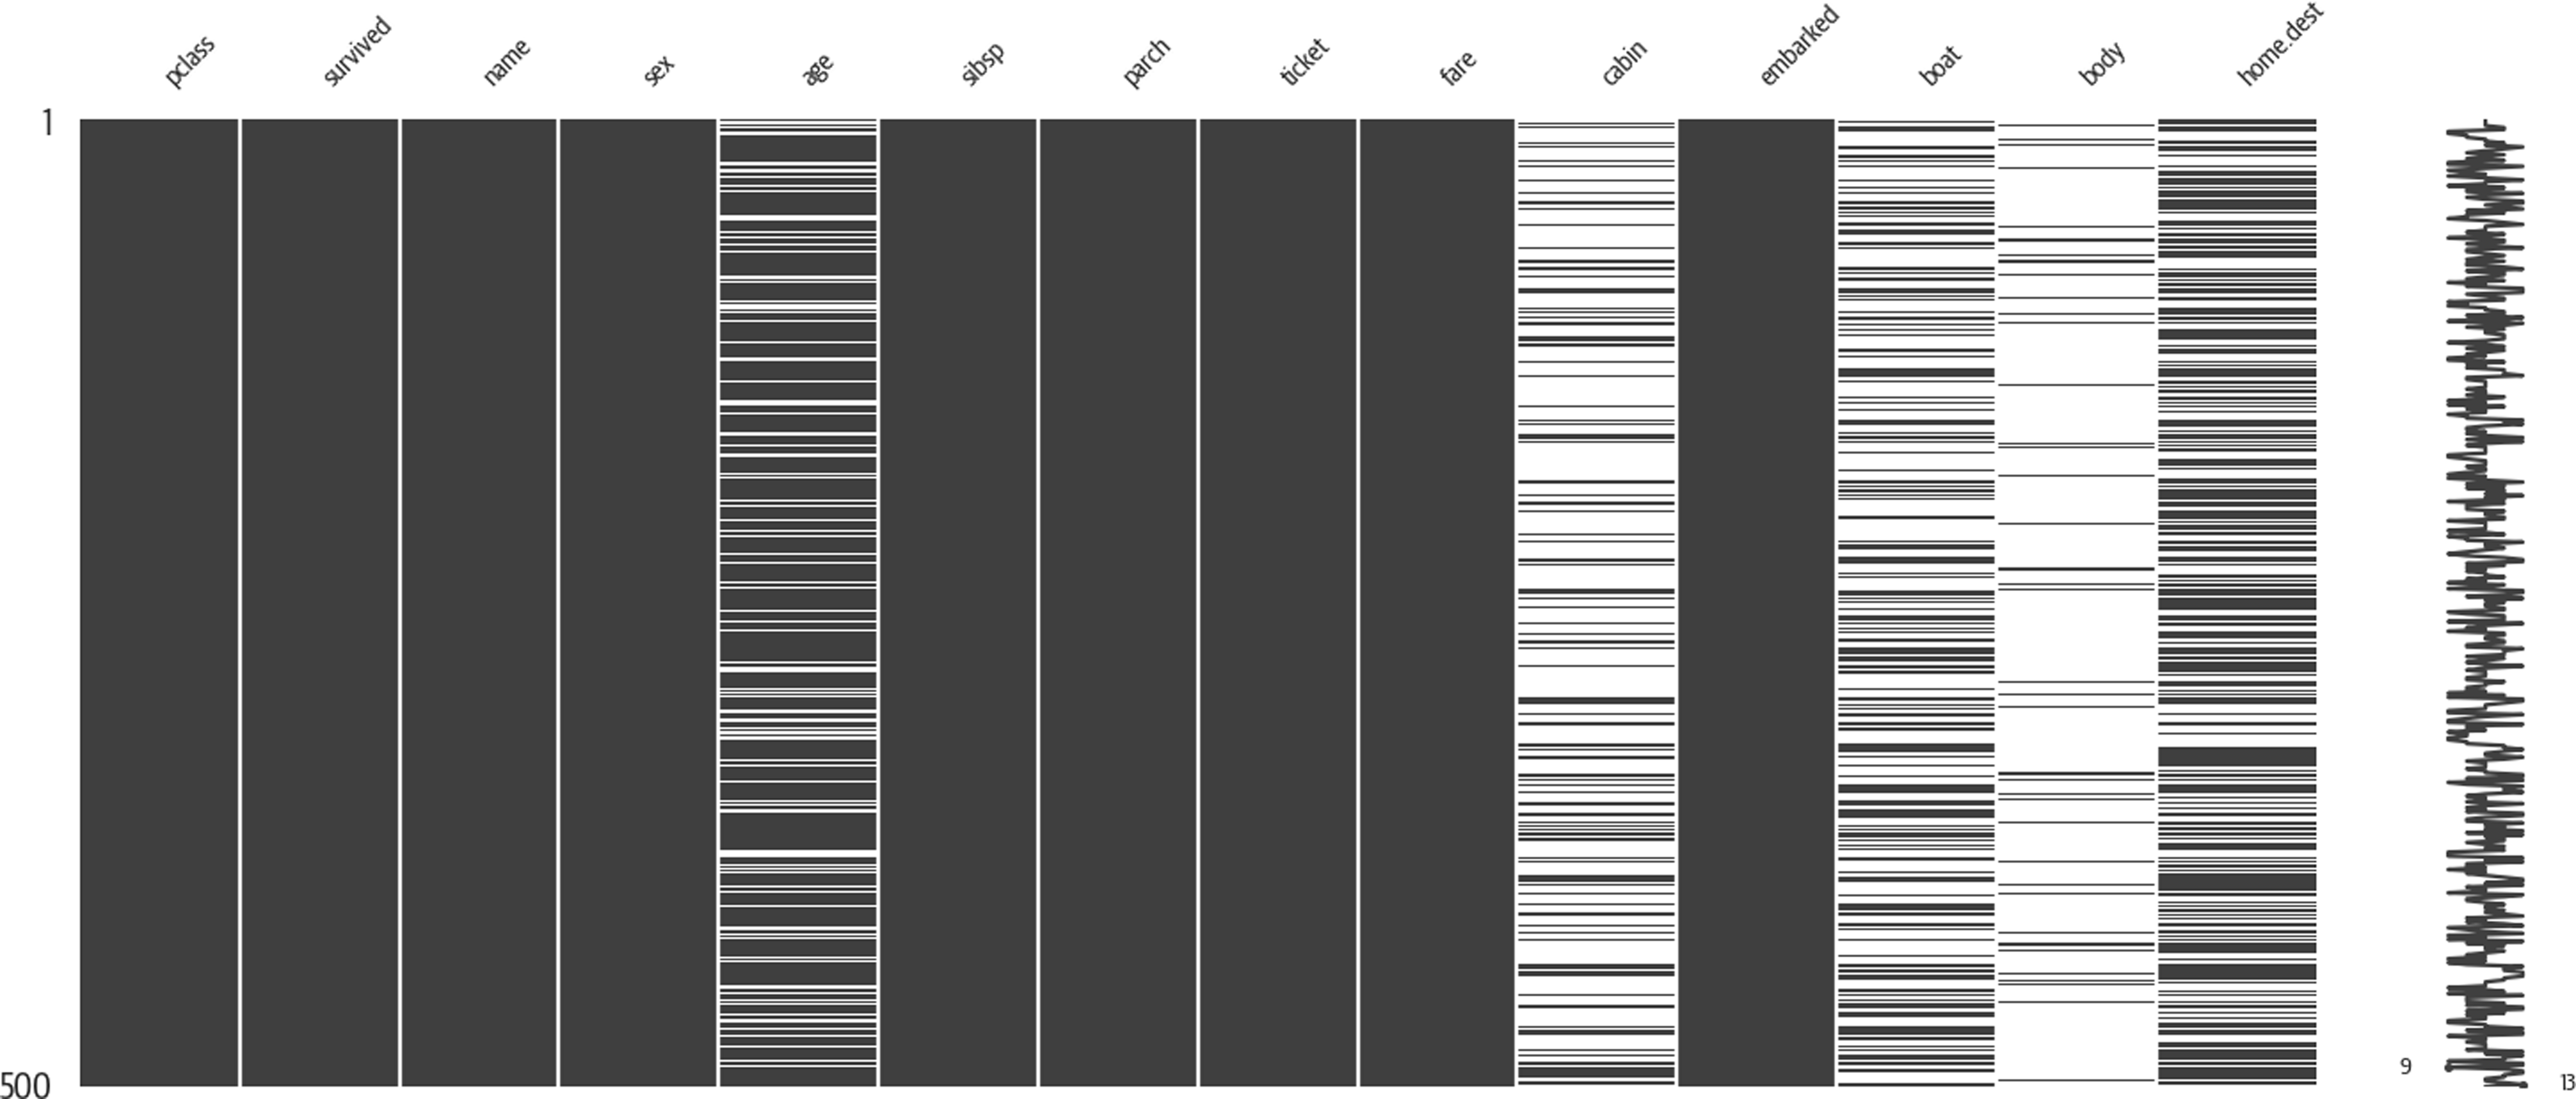 pclass survived name sex age sibsp parch ticket fare cabin embarked boat body home.dest
1
500
9
13